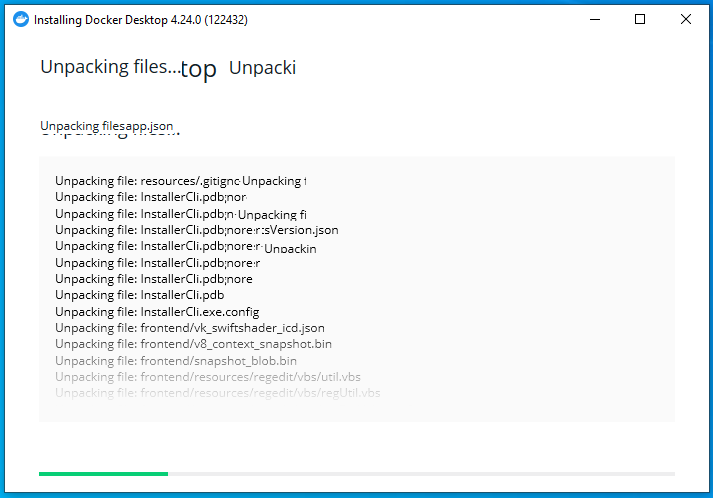 Installing Docker Desktop 4.24.0 (122432)
Unpacking files...top Unpacki
Unpacking filesapp.json
Unpacking files...
Unpacking file: resources/.gitigno Unpacking f
Unpacking file: InstallerCli.pdb;nor
Unpacking file: InstallerCli.pdb;n Unpacking fi
Unpacking file: InstallerCli.pdb;nore r:sVersion.json
Unpacking file: InstallerCli.pdb;nore r Unpackin
Unpacking file: InstallerCli.pdb;nore r
Unpacking file: InstallerCli.pdb;nore
Unpacking file: InstallerCli.pdb
Unpacking file: InstallerCli.exe.config
Unpacking file: frontend/vk_swiftshader_icd.json
Unpacking file: frontend/v8_context_snapshot.bin
Unpacking file: frontend/snapshot_blob.bin
Unpacking file: frontend/resources/regedit/vbs/util.vbs
Unpacking file: frontend/resources/regedit/vbs/regUtil.vbs